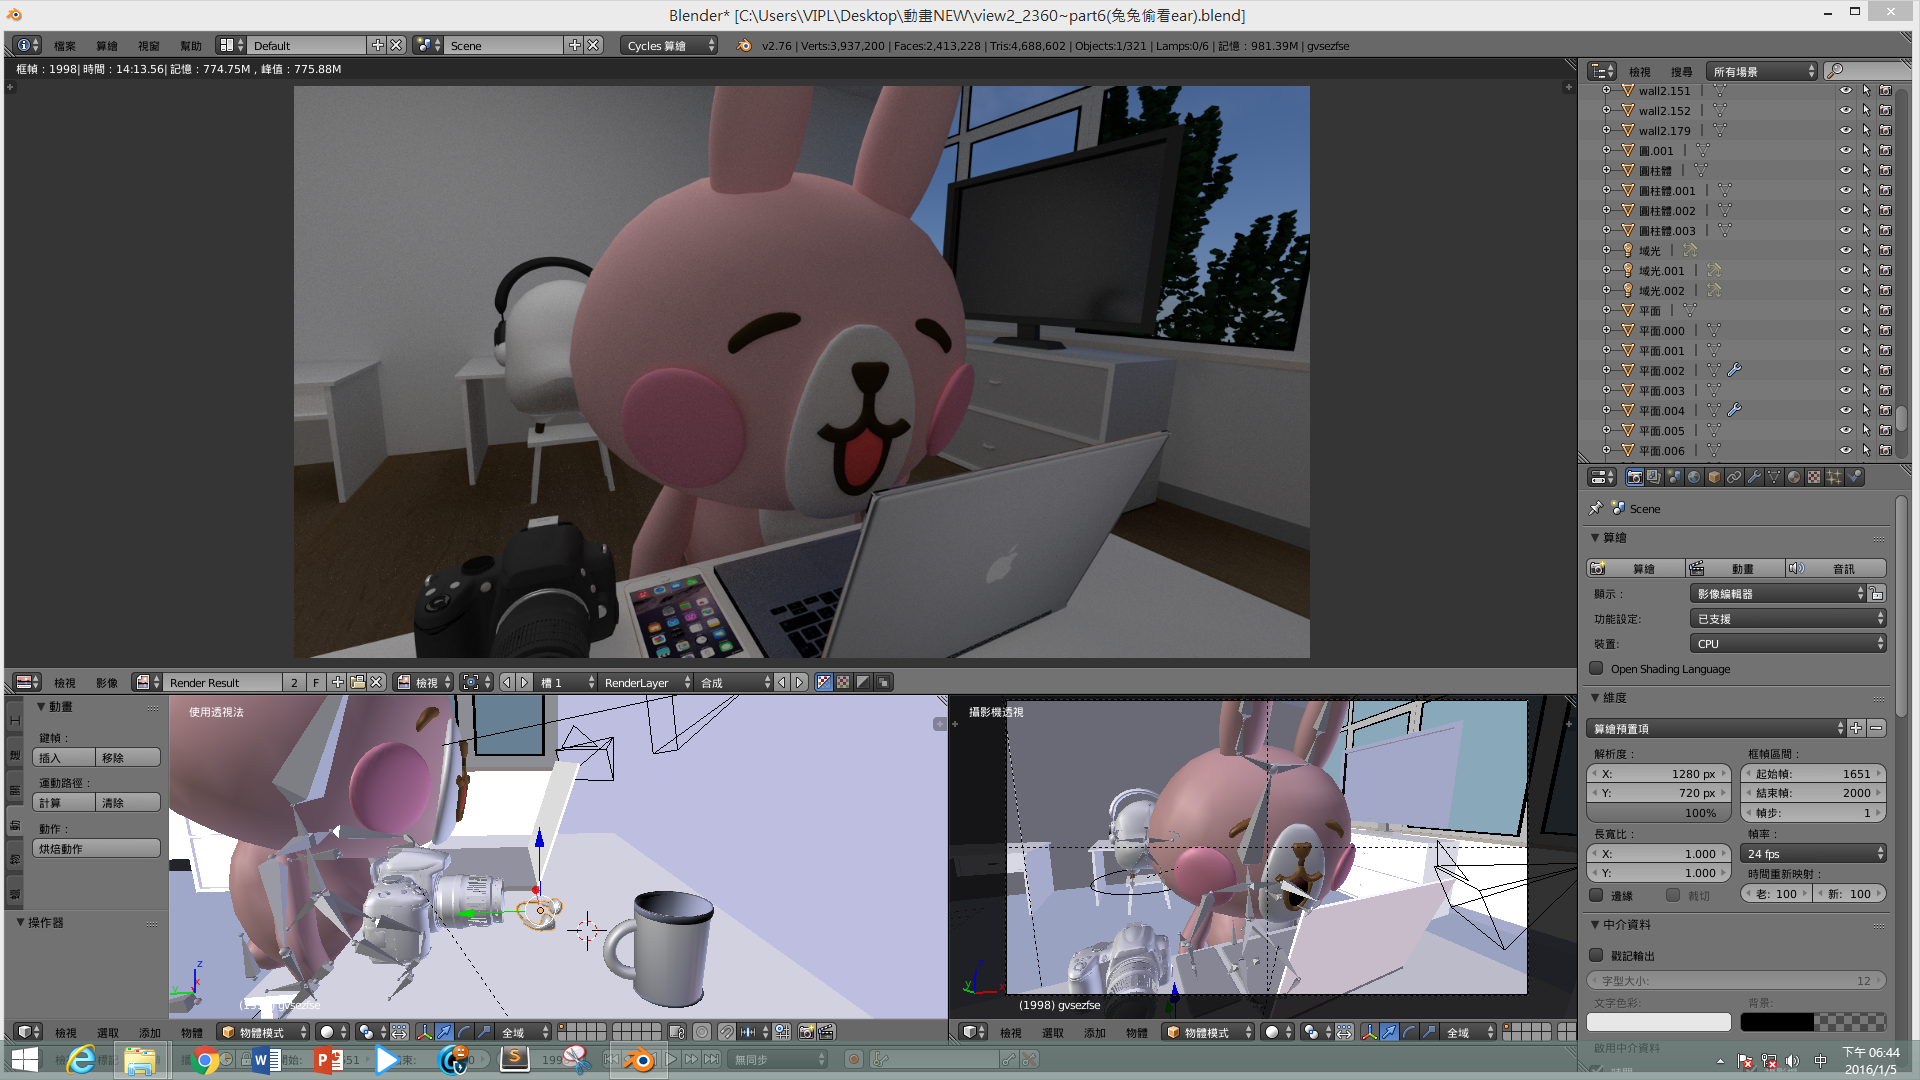 Blender* [C:\Users\VIPL\Desktop\動畫NEW\view2_2360~part6(兔兔偷看ear).blend]
檔案 算繪 視窗 幫助 Default Scene Cycles 算繪 v2.76 | Verts:3,937,200 | Faces:2,413,228 | Tris:4,688,602 | Objects:1/321 | Lamps:0/6 | 記憶：981.39M | gvsezfse
框幀：1998| 時間：14:13.56| 記憶：774.75M，峰值：775.88M
檢視 搜尋 所有場景
wall2.151
wall2.152
wall2.179
圓.001
圓柱體
圓柱體.001
圓柱體.002
圓柱體.003
域光
域光.001
域光.002
平面
平面.000
平面.001
平面.002
平面.003
平面.004
平面.005
平面.006
Scene
算繪
算繪 動畫 音訊
顯示： 影像編輯器
功能設定: 已支援
裝置: CPU
Open Shading Language
維度
算繪預置項
解析度： 框幀區間：
X: 1280 px 起始幀: 1651
Y: 720 px 結束幀: 2000
100% 幀步: 1
長寬比： 幀率：
X: 1.000 24 fps
Y: 1.000 時間重新映射：
邊緣 裁切 老: 100 新: 100
中介資料
戳記輸出
字型大小: 12
文字色彩: 背景:
啟用中介資料
檢視 影像 Render Result 2 F 檢視 槽 1 RenderLayer 合成
動畫
鍵幀：
插入 移除
運動路徑：
計算 清除
動作：
烘焙動作
操作器
使用透視法
攝影機透視
(1998) gvsezfse
檢視 選取 添加 物體 物體模式 全域
檢視 選取 添加 物體 物體模式 全域
無同步
下午 06:44
2016/1/5